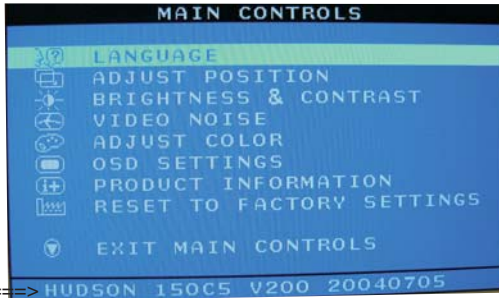 MAIN CONTROLS
LANGUAGE
ADJUST POSITION
BRIGHTNESS & CONTRAST
VIDEO NOISE
ADJUST COLOR
OSD SETTINGS
PRODUCT INFORMATION
RESET TO FACTORY SETTINGS
EXIT MAIN CONTROLS
===> HUDSON 150C5 V200 20040705